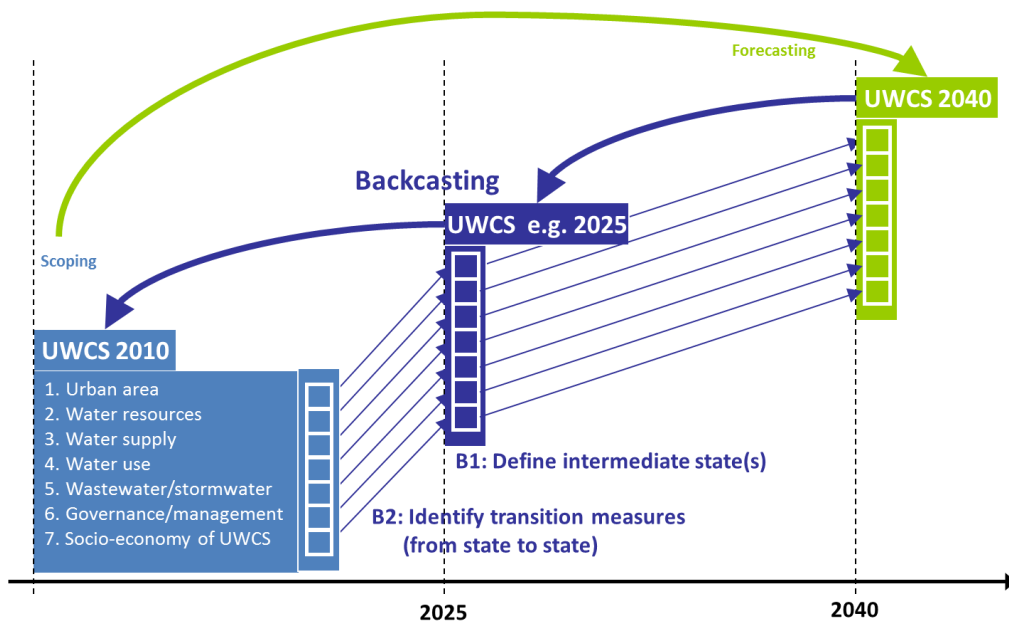 Forecasting
UWCS 2040
Backcasting
UWCS e.g. 2025
Scoping
UWCS 2010
1. Urban area
2. Water resources
3. Water supply
4. Water use
5. Wastewater/stormwater
6. Governance/management
7. Socio-economy of UWCS
B1: Define intermediate state(s)
B2: Identify transition measures
(from state to state)
2025
2040